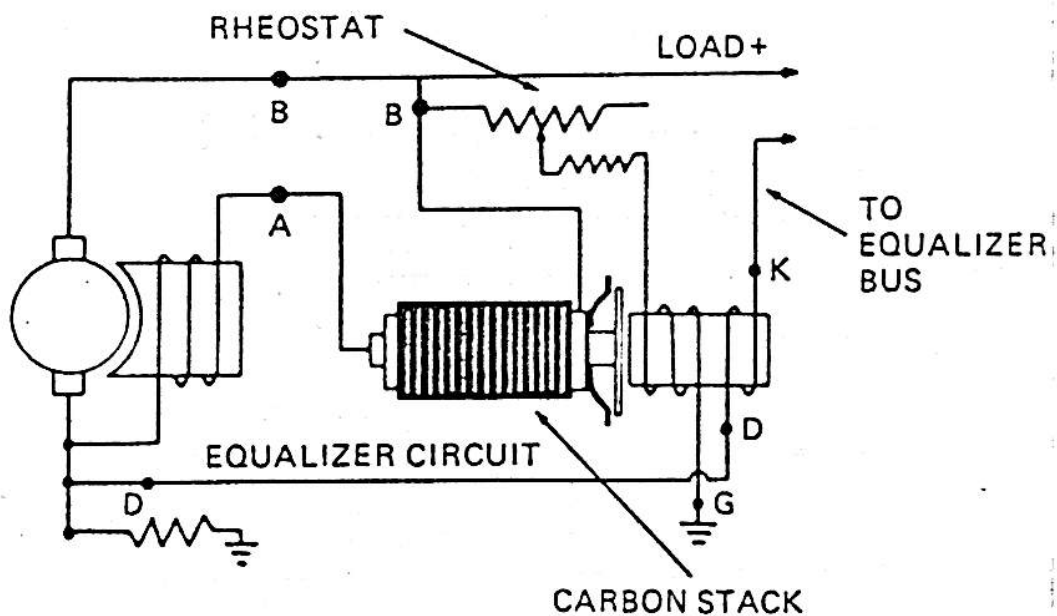 RHEOSTAT
LOAD+
B
B
A
TO
EQUALIZER
BUS
K
D
EQUALIZER CIRCUIT
D
G
CARBON STACK